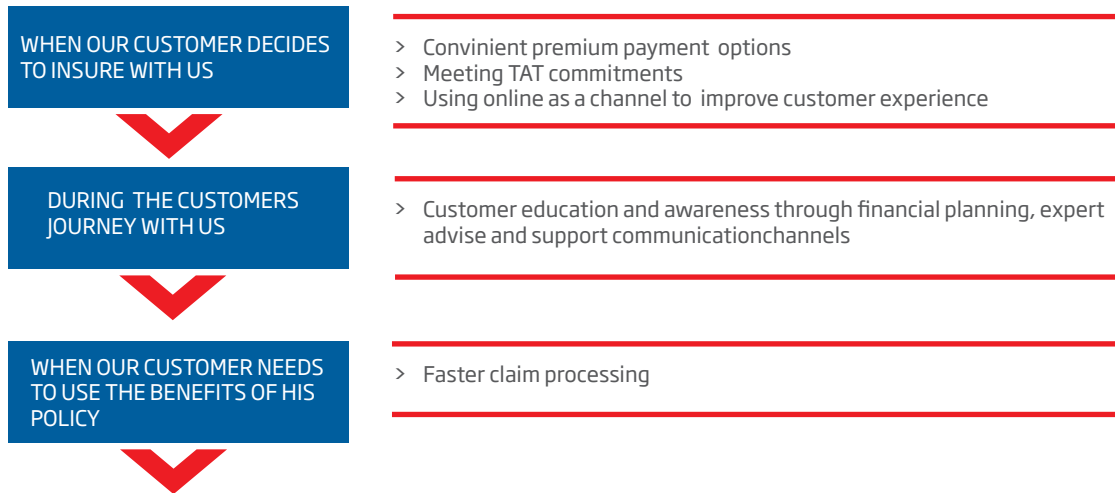 WHEN OUR CUSTOMER DECIDES
TO INSURE WITH US
> Convinient premium payment options
> Meeting TAT commitments
> Using online as a channel to improve customer experience
DURING THE CUSTOMERS
JOURNEY WITH US
> Customer education and awareness through financial planning, expert
advise and support communicationchannels
WHEN OUR CUSTOMER NEEDS
TO USE THE BENEFITS OF HIS
POLICY
> Faster claim processing